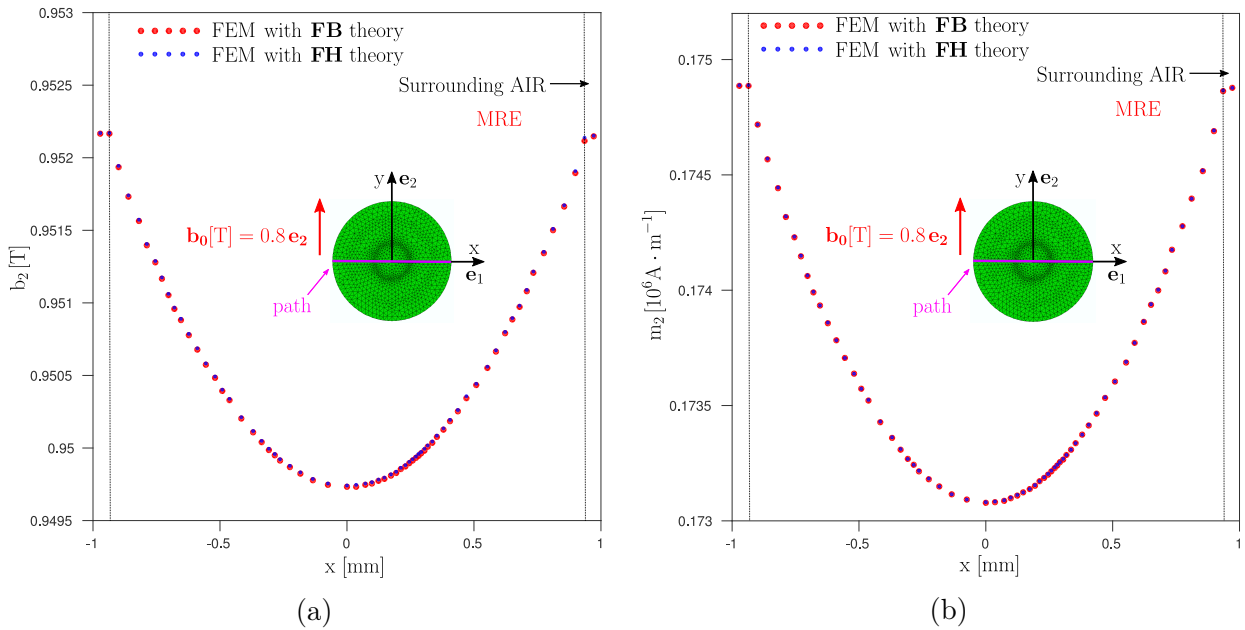 0.953
0.9525
0.952
0.9515
0.951
0.9505
0.95
0.9495
b₂ [T]
FEM with FB theory
FEM with FH theory
Surrounding AIR
MRE
y e₂
b₀[T] = 0.8 e₂
x
e₁
path
-1 -0.5 0 0.5 1
x [mm]
(a)
0.175
0.1745
0.174
0.1735
0.173
m₂ [10⁶A · m⁻¹]
FEM with FB theory
FEM with FH theory
Surrounding AIR
MRE
y e₂
b₀[T] = 0.8 e₂
x
e₁
path
-1 -0.5 0 0.5 1
x [mm]
(b)